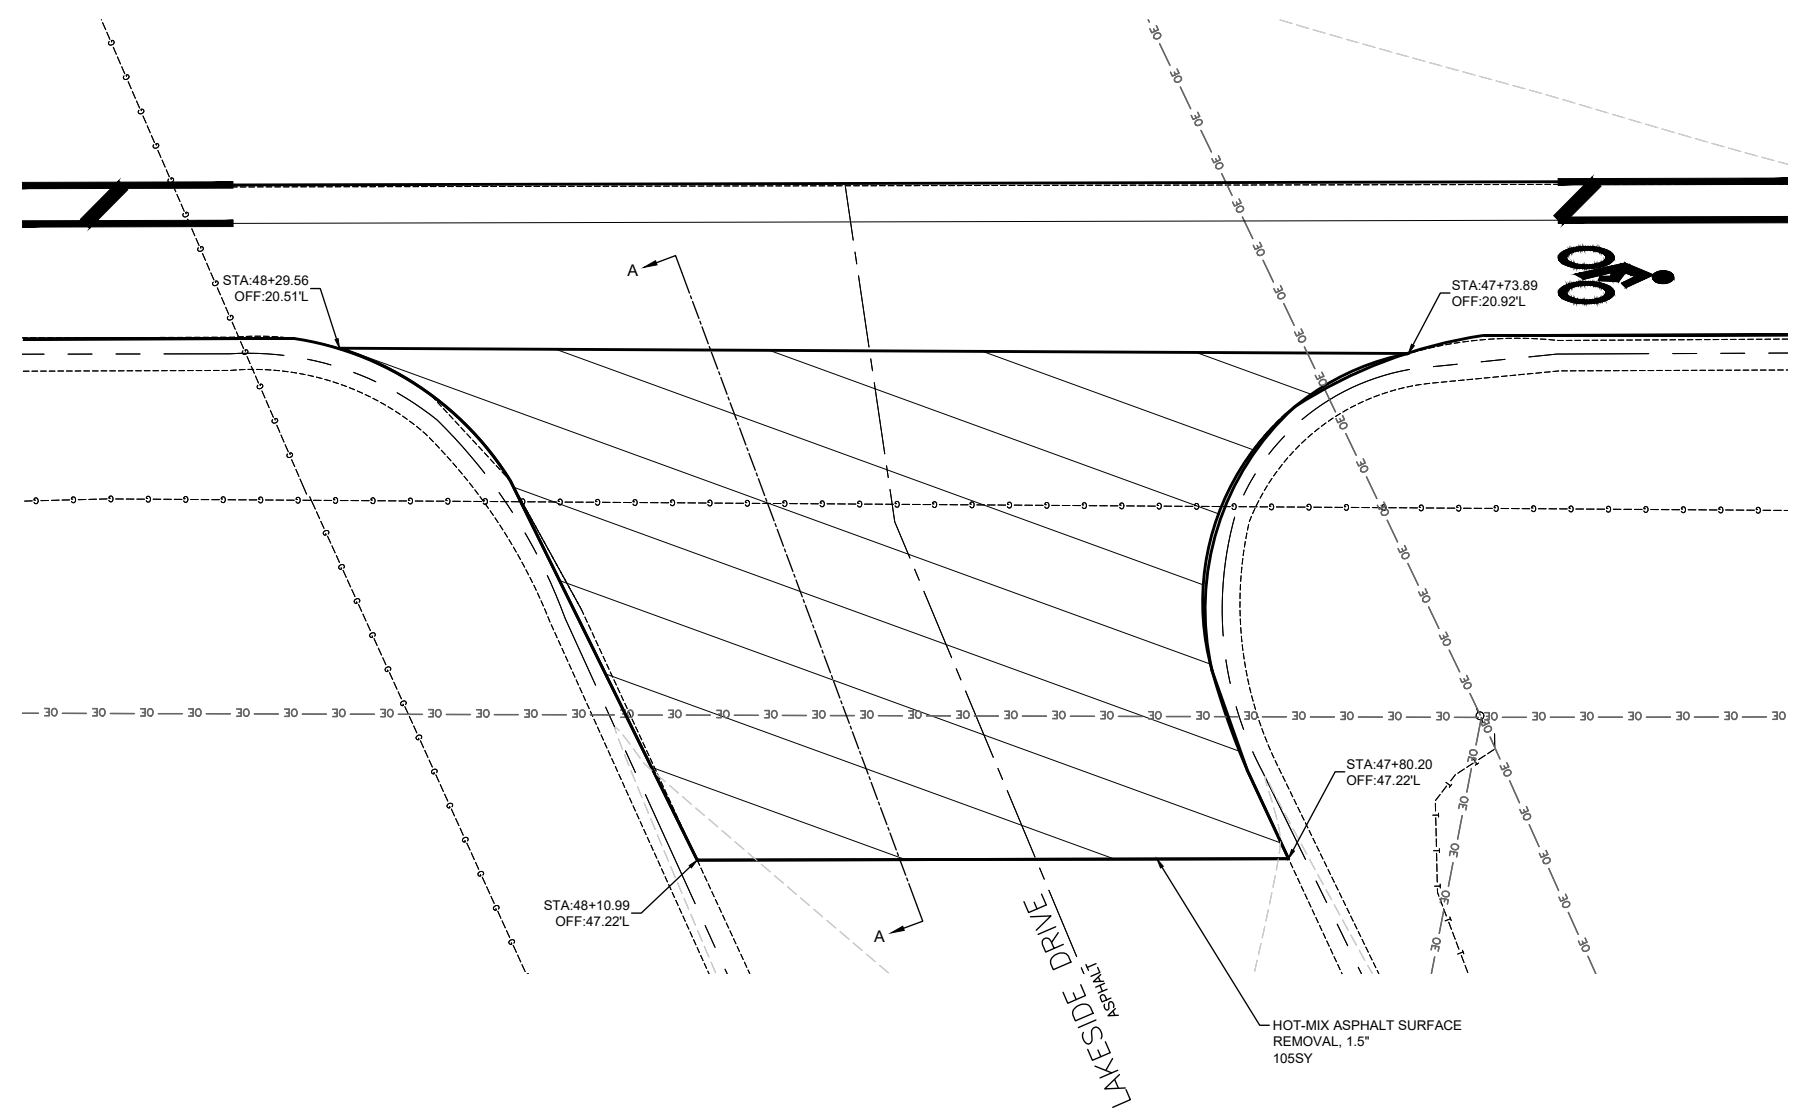 STA:48+29.56
OFF:20.51'L
A
STA:47+73.89
OFF:20.92'L
STA:47+80.20
OFF:47.22'L
STA:48+10.99
OFF:47.22'L
A
LAKESIDE DRIVE
ASPHALT
HOT-MIX ASPHALT SURFACE
REMOVAL, 1.5"
105SY